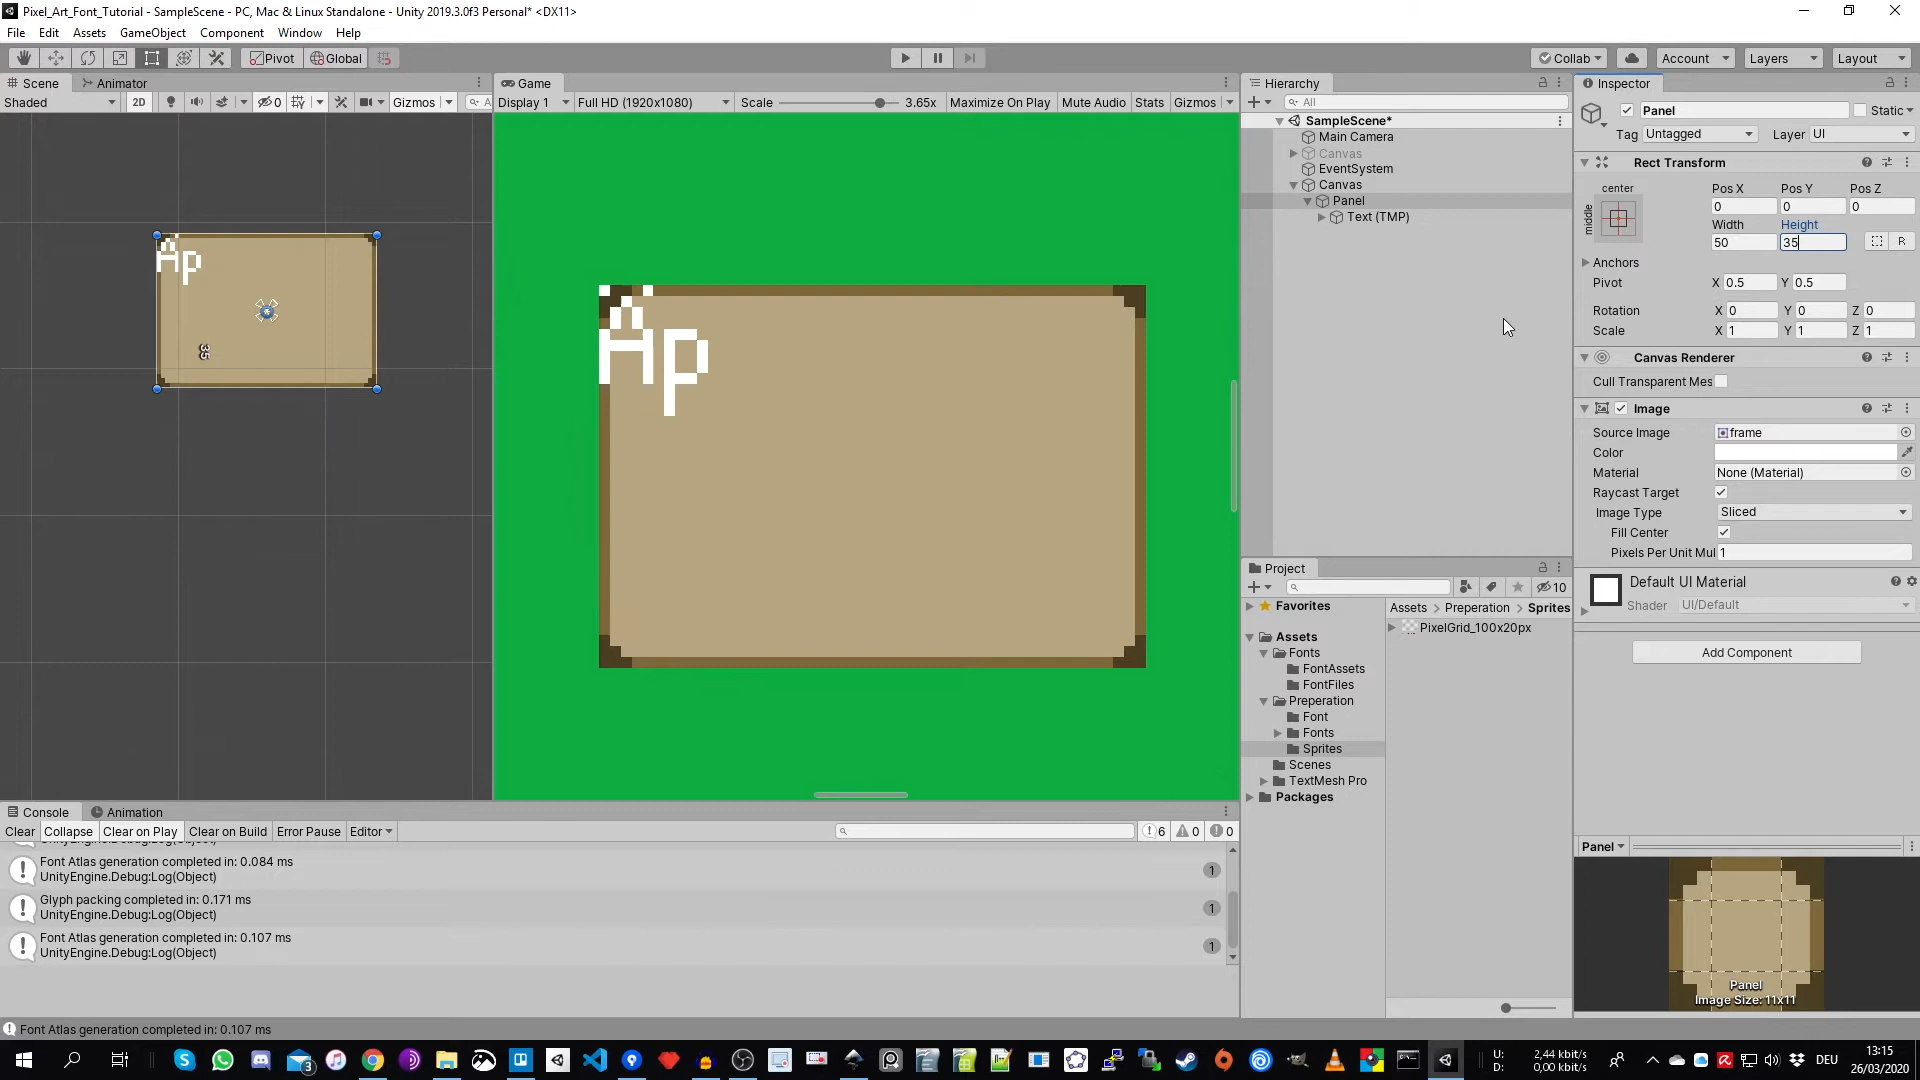 Pixel_Art_Font_Tutorial - SampleScene - PC, Mac & Linux Standalone - Unity 2019.3.0f3 Personal* <DX11>
File Edit Assets GameObject Component Window Help
Pivot Global Collab Account Layers Layout
Scene Animator
Shaded 2D 0 Gizmos A
35
Game
Display 1 Full HD (1920x1080) Scale 3.65x Maximize On Play Mute Audio Stats Gizmos
Äp
Hierarchy
All
SampleScene*
Main Camera
Canvas
EventSystem
Canvas
Panel
Text (TMP)
Project
10
Favorites
Assets
Fonts
FontAssets
FontFiles
Preperation
Font
Fonts
Sprites
Scenes
TextMesh Pro
Packages
Assets Preperation Sprites
PixelGrid_100x20px
Inspector
Panel Static
Tag Untagged Layer UI
Rect Transform
center
middle
Pos X Pos Y Pos Z
0 0 0
Width Height
50 35 R
Anchors
Pivot X 0.5 Y 0.5
Rotation X 0 Y 0 Z 0
Scale X 1 Y 1 Z 1
Canvas Renderer
Cull Transparent Mes
Image
Source Image frame
Color
Material None (Material)
Raycast Target
Image Type Sliced
Fill Center
Pixels Per Unit Mul 1
Default UI Material
Shader UI/Default
Add Component
Panel
Panel
Image Size: 11x11
Console Animation
Clear Collapse Clear on Play Clear on Build Error Pause Editor 6 0 0
UnityEngine.Debug:Log(Object)
Font Atlas generation completed in: 0.084 ms
UnityEngine.Debug:Log(Object)
1
Glyph packing completed in: 0.171 ms
UnityEngine.Debug:Log(Object)
1
Font Atlas generation completed in: 0.107 ms
UnityEngine.Debug:Log(Object)
1
Font Atlas generation completed in: 0.107 ms
3
U: 2,44 kbit/s
D: 0,00 kbit/s
DEU
13:15
26/03/2020